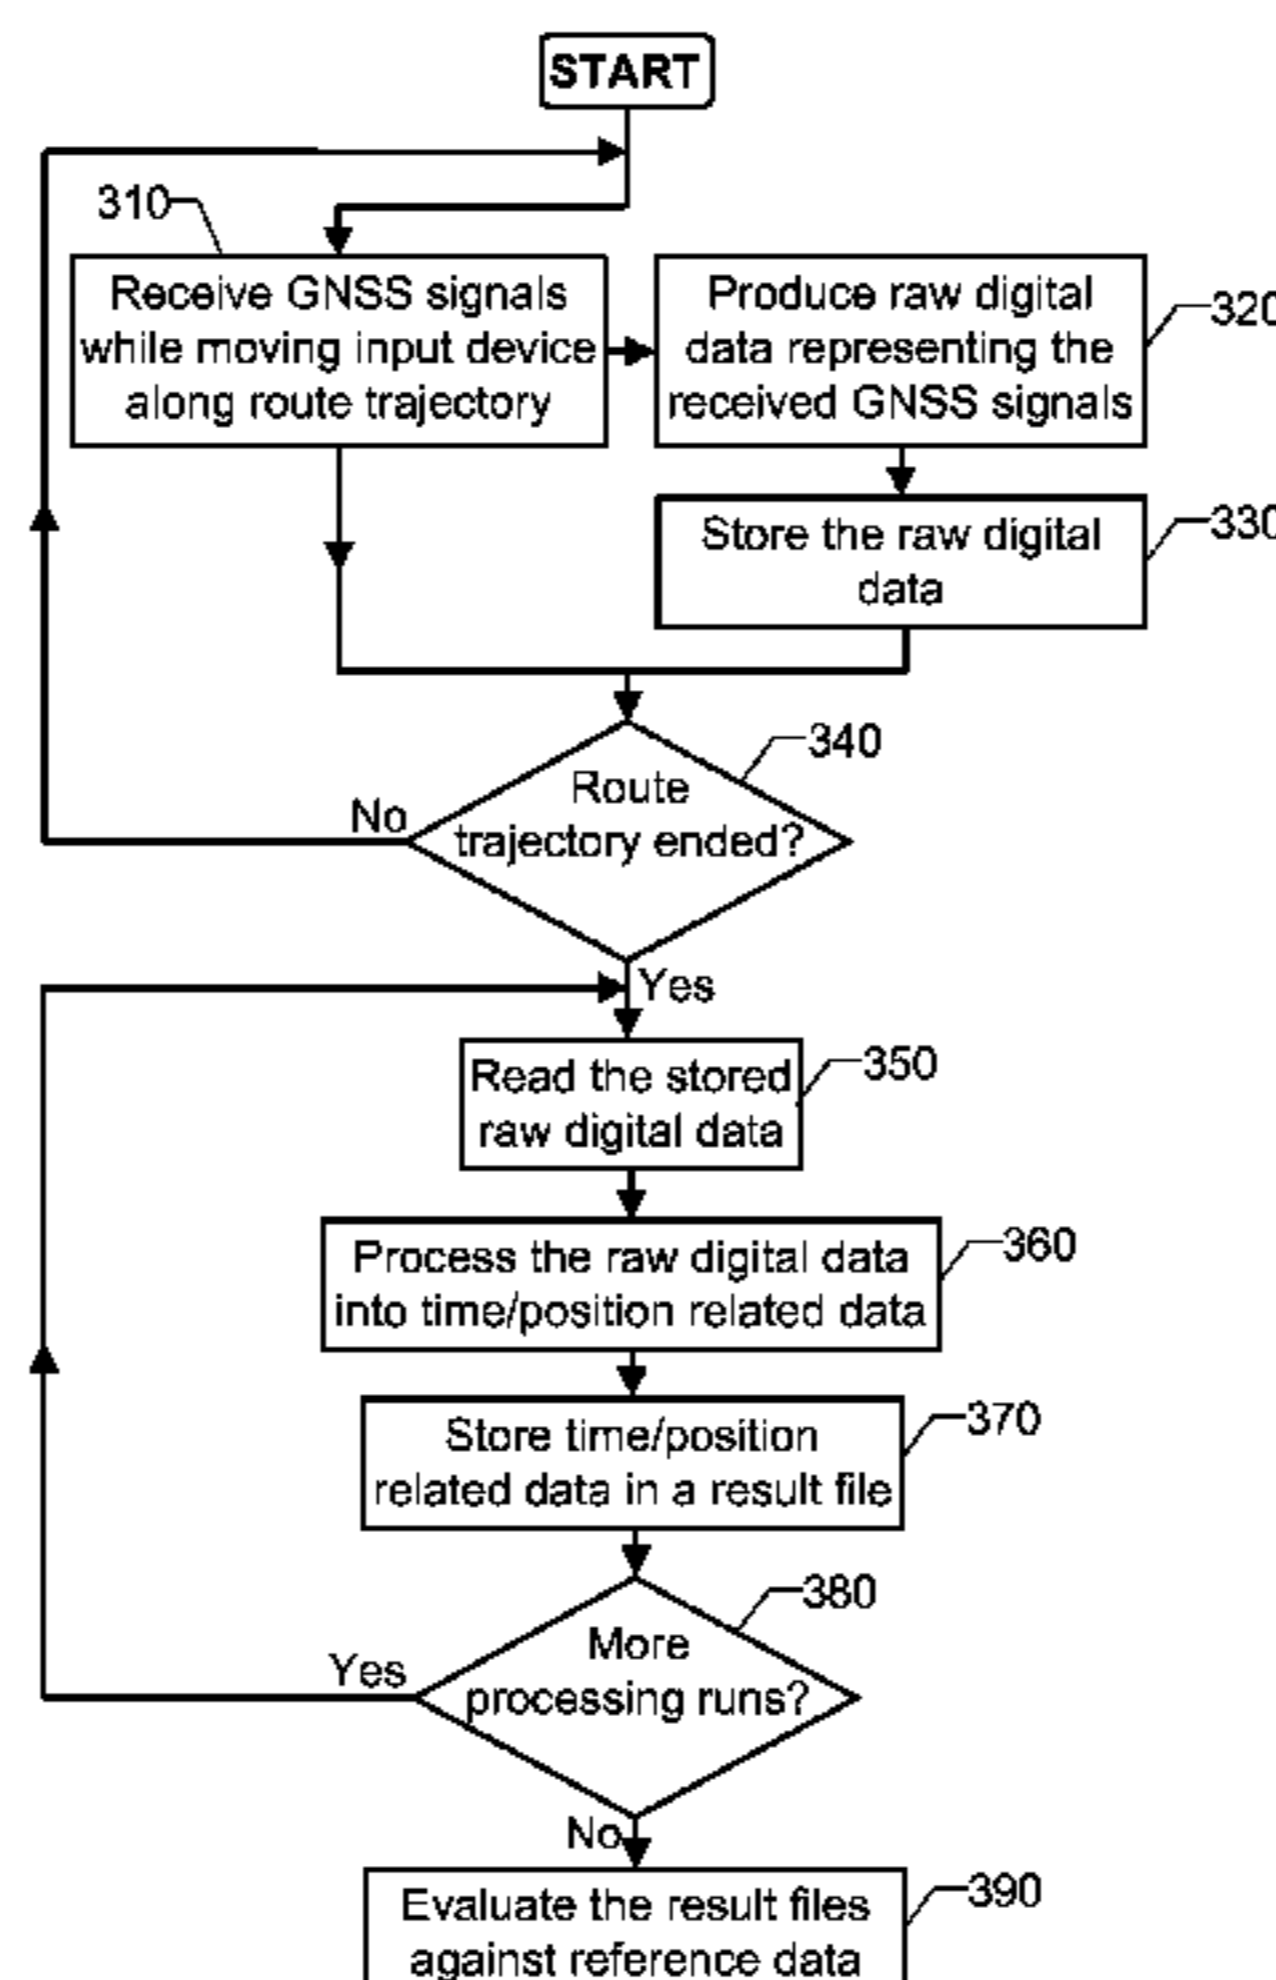 START
310
Receive GNSS signals
while moving input device
along route trajectory
Produce raw digital
data representing the
received GNSS signals
320
Store the raw digital
data
330
340
Route
trajectory ended?
No
Yes
Read the stored
raw digital data
350
Process the raw digital data
into time/position related data
360
Store time/position
related data in a result file
370
380
More
processing runs?
Yes
No
Evaluate the result files
against reference data
390